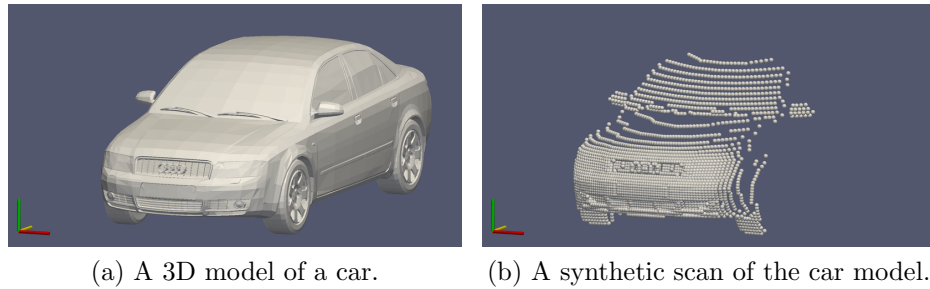 (a) A 3D model of a car.
(b) A synthetic scan of the car model.